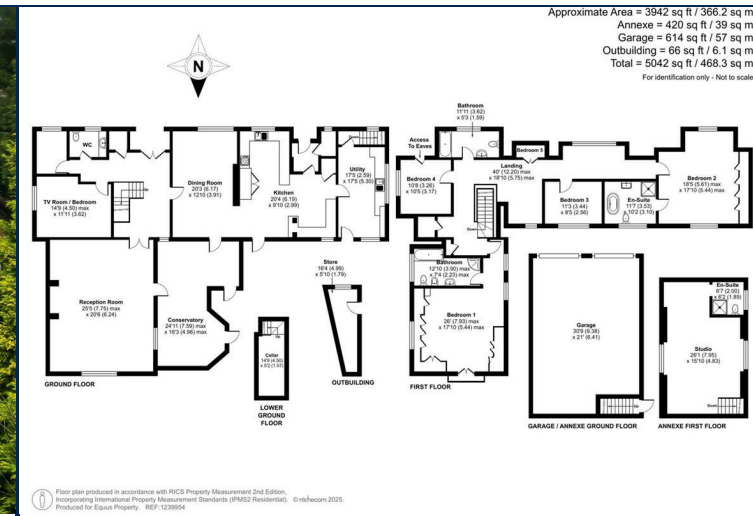 Approximate Area = 3942 sq ft / 366.2 sq m
Annexe = 420 sq ft / 39 sq m
Garage = 614 sq ft / 57 sq m
Outbuilding = 66 sq ft / 6.1 sq m
Total = 5042 sq ft / 468.3 sq m
For identification only - Not to scale
N
WC
Up
TV Room / Bedroom
14'9 (4.50) max
x 11'11 (3.62)
Dining Room
20'3 (6.17)
x 12'10 (3.91)
Kitchen
20'4 (6.19)
x 9'10 (2.99)
Utility
17'5 (2.59)
x 17'5 (5.30)
Reception Room
25'5 (7.75) max
x 20'6 (6.24)
Conservatory
24'11 (7.59) max
x 16'3 (4.96) max
GROUND FLOOR
Up
Cellar
14'9 (4.50)
x 5'2 (1.57)
LOWER
GROUND
FLOOR
Store
16'4 (4.99)
x 5'10 (1.79)
OUTBUILDING
Bathroom
11'11 (3.62)
x 5'3 (1.59)
Access
To Eaves
Bedroom 5
Landing
40' (12.20) max
x 18'10 (5.75) max
Bedroom 4
10'8 (3.26)
x 10'5 (3.17)
Bedroom 2
18'5 (5.61) max
x 17'10 (5.44) max
Bedroom 3
11'3 (3.44)
x 8'5 (2.56)
En-Suite
11'7 (3.53)
x 10'2 (3.10)
Down
Bathroom
12'10 (3.90) max
x 7'4 (2.23) max
Bedroom 1
26' (7.93) max
x 17'10 (5.44) max
FIRST FLOOR
Garage
30'9 (9.38)
x 21' (6.41)
Up
GARAGE / ANNEXE GROUND FLOOR
En-Suite
6'7 (2.00)
x 6'2 (1.89)
Studio
26'1 (7.95)
x 15'10 (4.83)
Down
ANNEXE FIRST FLOOR
Floor plan produced in accordance with RICS Property Measurement 2nd Edition,
Incorporating International Property Measurement Standards (IPMS2 Residential). © nichecom 2025.
Produced for Equus Property. REF: 1239954